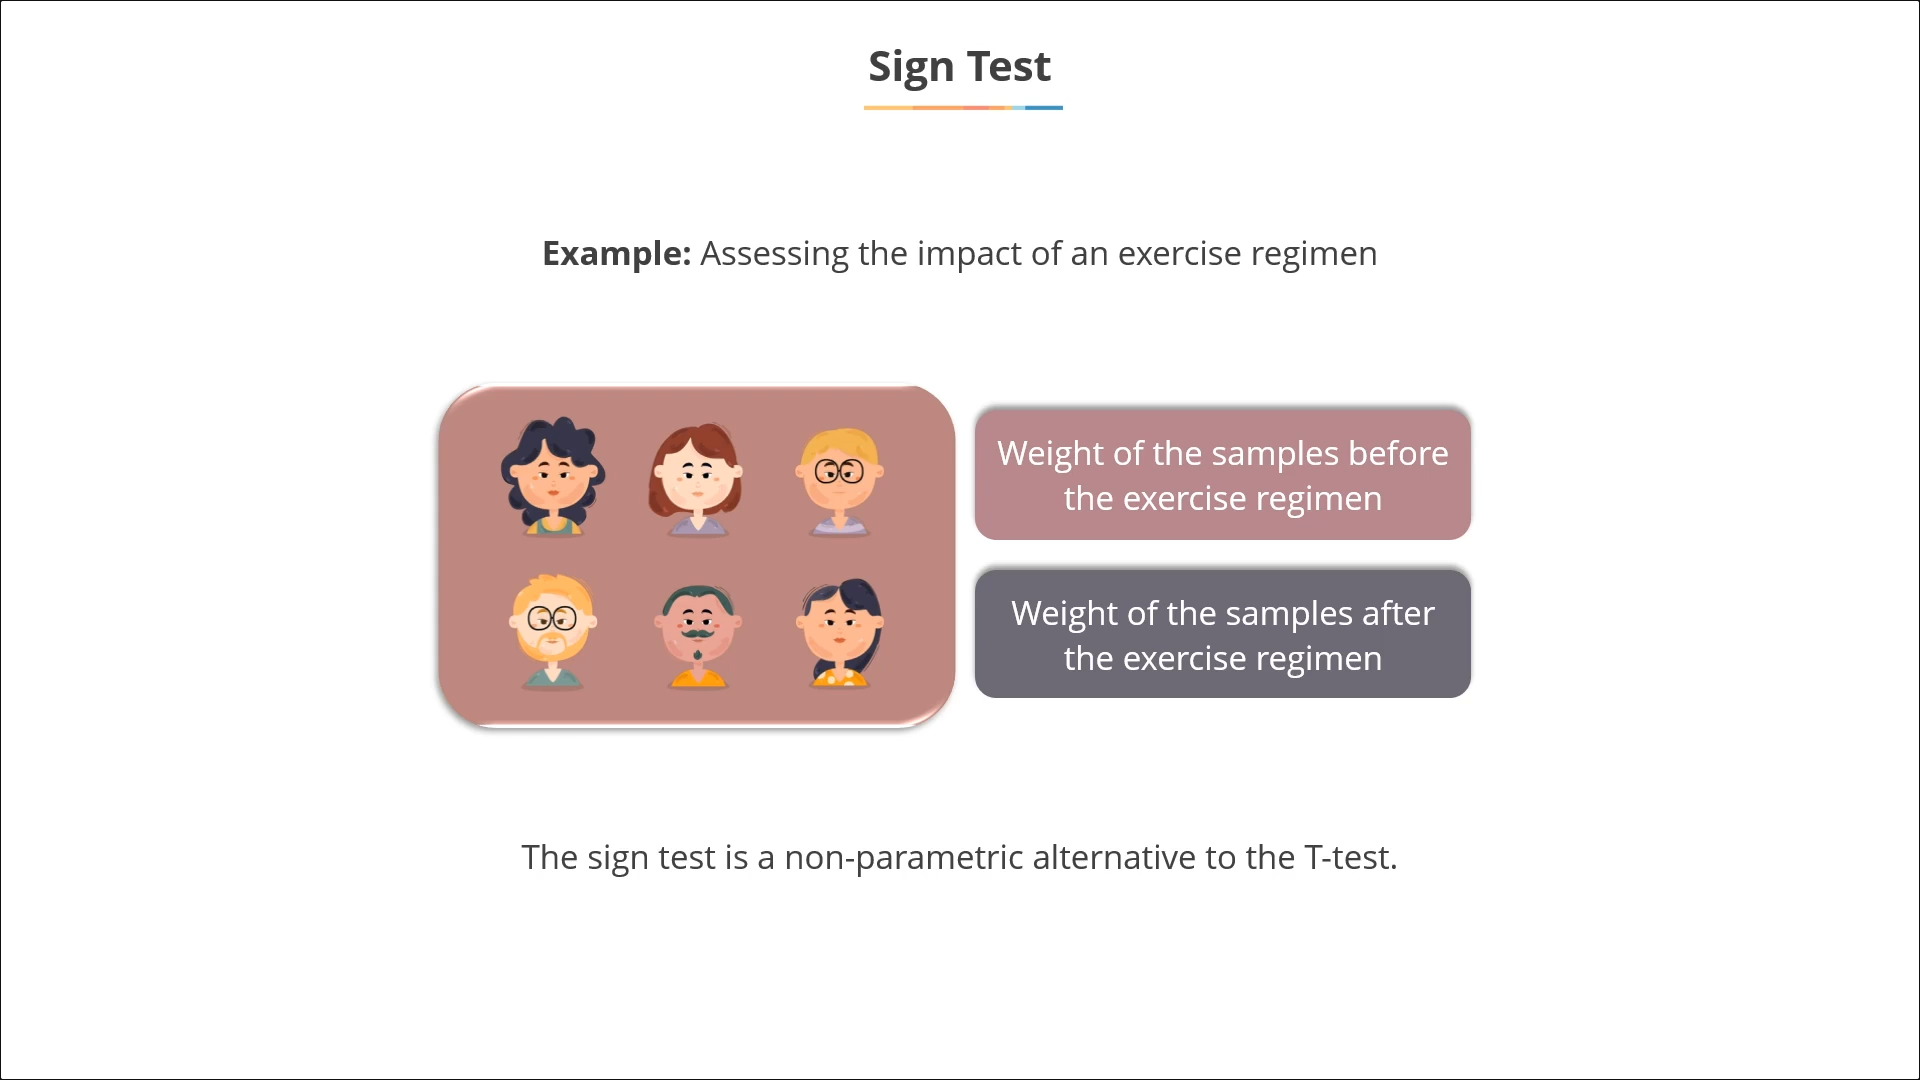 Sign Test
Example: Assessing the impact of an exercise regimen
Weight of the samples before
the exercise regimen
Weight of the samples after
the exercise regimen
The sign test is a non-parametric alternative to the T-test.